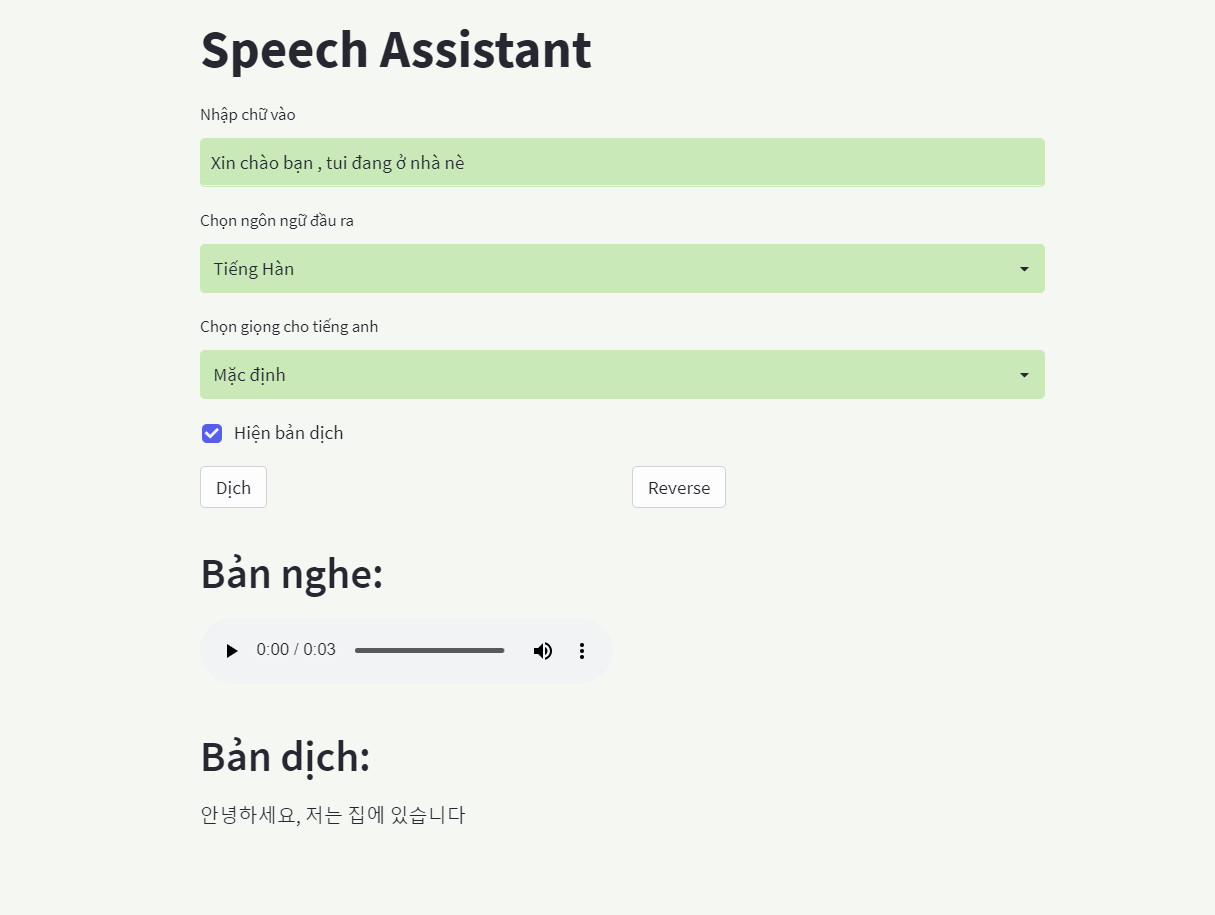 Speech Assistant
Nhập chữ vào
Xin chào bạn , tui đang ở nhà nè
Chọn ngôn ngữ đầu ra
Tiếng Hàn
Chọn giọng cho tiếng anh
Mặc định
Hiện bản dịch
Dịch
Reverse
Bản nghe:
0:00 / 0:03
Bản dịch:
안녕하세요, 저는 집에 있습니다